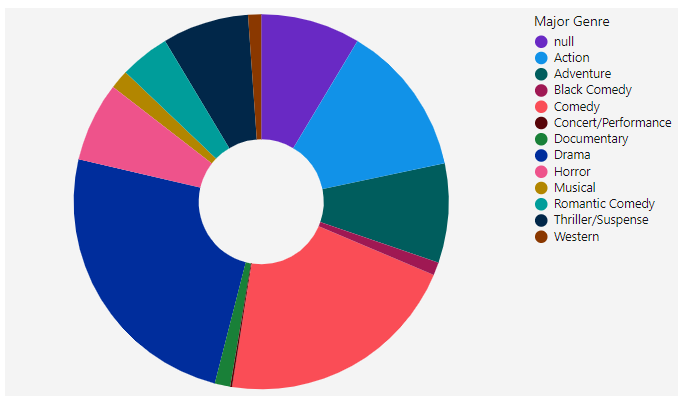 Major Genre
null
Action
Adventure
Black Comedy
Comedy
Concert/Performance
Documentary
Drama
Horror
Musical
Romantic Comedy
Thriller/Suspense
Western